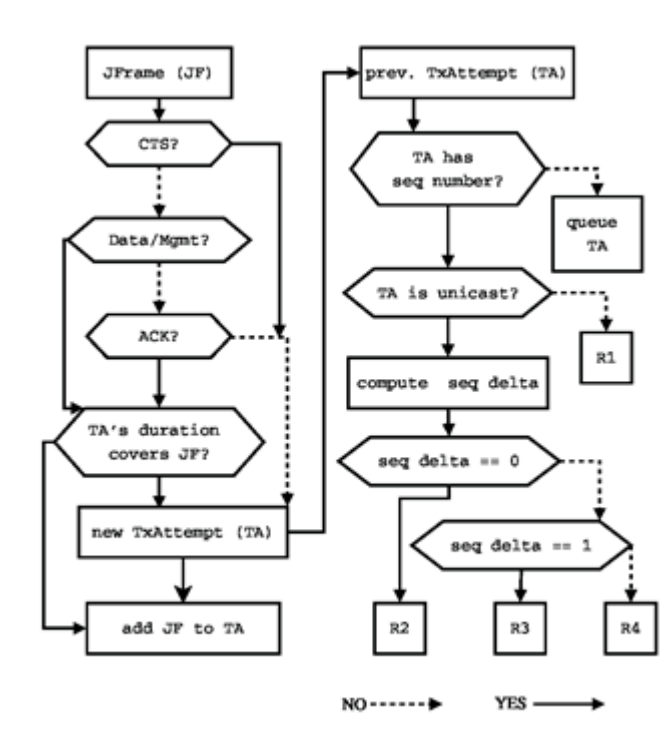 JFrame (JF)
CTS?
Data/Mgmt?
ACK?
TA's duration
covers JF?
new TxAttempt (TA)
add JF to TA
prev. TxAttempt (TA)
TA has
seq number?
queue
TA
TA is unicast?
R1
compute seq delta
seq delta == 0
seq delta == 1
R2
R3
R4
NO
YES